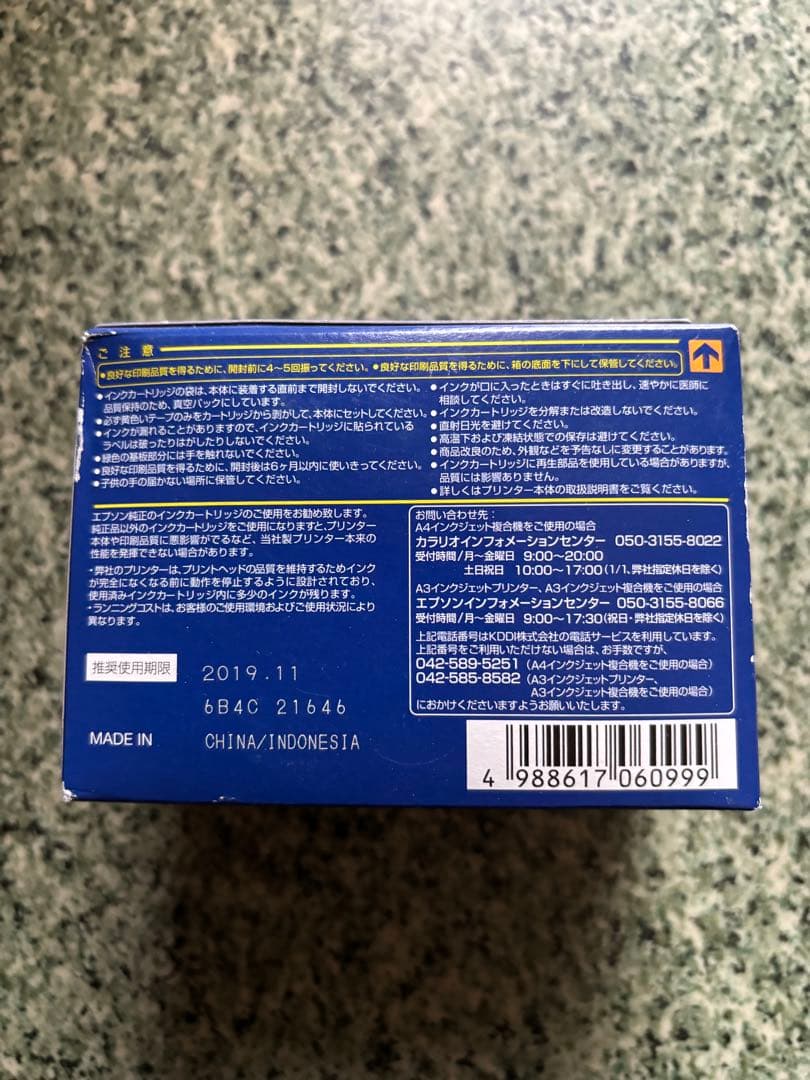 ご注意
●良好な印刷品質を得るために、開封前に4〜5回振ってください。●良好な印刷品質を得るために、箱の底面を下にして保管してください。
●インクカートリッジの袋は、本体に装着する直前まで開封しないでください。
品質保持のため、真空パックにしています。
●必ず黄色いテープのみをカートリッジから剥がして、本体にセットしてください。
●インクが漏れることがありますので、インクカートリッジに貼られている
ラベルは破ったりはがしたりしないでください。
●緑色の基板部分には手を触れないでください。
●良好な印刷品質を得るために、開封後は6ヶ月以内に使いきってください。
●子供の手の届かない場所に保管してください。
●インクが口に入ったときはすぐに吐き出し、速やかに医師に
相談してください。
●インクカートリッジを分解または改造しないでください。
●直射日光を避けてください。
●高温下および凍結状態での保存は避けてください。
●商品改良のため、外観などを予告なしに変更することがあります。
●インクカートリッジに再生部品を使用している場合がありますが、
品質には影響ありません。
●詳しくはプリンター本体の取扱説明書をご覧ください。
エプソン純正のインクカートリッジのご使用をお勧め致します。
純正品以外のインクカートリッジをご使用になりますと、プリンター
本体や印刷品質に悪影響がでるなど、当社製プリンター本来の
性能を発揮できない場合があります。
・弊社のプリンターは、プリントヘッドの品質を維持するためインク
が完全になくなる前に動作を停止するように設計されており、
使用済みインクカートリッジ内に多少のインクが残ります。
・ランニングコストは、お客様のご使用環境およびご使用状況により
異なります。
推奨使用期限 2019.11
6B4C 21646
MADE IN CHINA/INDONESIA
お問い合わせ先：
A4インクジェット複合機をご使用の場合
カラリオインフォメーションセンター 050-3155-8022
受付時間/月〜金曜日 9:00〜20:00
土日祝日 10:00〜17:00(1/1、弊社指定休日を除く)
A3インクジェットプリンター、A3インクジェット複合機をご使用の場合
エプソンインフォメーションセンター 050-3155-8066
受付時間/月〜金曜日 9:00〜17:30(祝日・弊社指定休日を除く)
上記電話番号はKDDI株式会社の電話サービスを利用しています。
上記番号をご利用いただけない場合は、お手数ですが、
042-589-5251 (A4インクジェット複合機をご使用の場合)
042-585-8582 (A3インクジェットプリンター、
A3インクジェット複合機をご使用の場合)
におかけくださいますようお願いいたします。
4 988617 060999